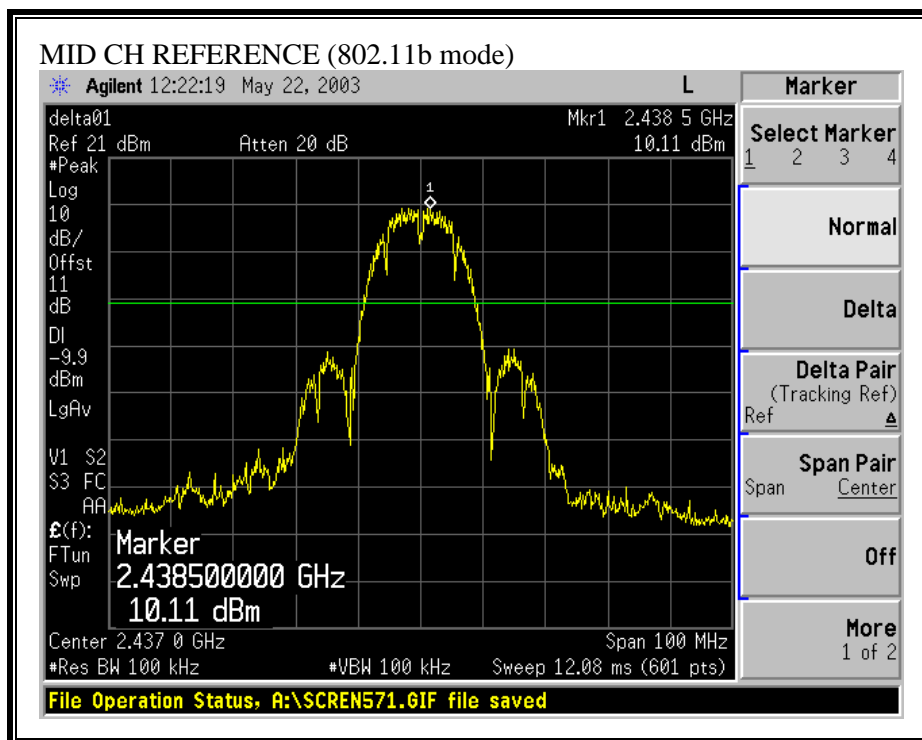 MID CH REFERENCE (802.11b mode)
Agilent 12:22:19 May 22, 2003 L
delta01 Mkr1 2.438 5 GHz
Ref 21 dBm Atten 20 dB 10.11 dBm
#Peak
Log
10
dB/
Offst
11
dB
DI
-9.9
dBm
LgAv
V1 S2
S3 FC
AA
£(f):
FTun
Swp
1
Marker
2.438500000 GHz
10.11 dBm
Center 2.437 0 GHz Span 100 MHz
#Res BW 100 kHz #VBW 100 kHz Sweep 12.08 ms (601 pts)
File Operation Status, A:\SCREN571.GIF file saved
Marker
Select Marker
1 2 3 4
Normal
Delta
Delta Pair
(Tracking Ref)
Ref Δ
Span Pair
Span Center
Off
More
1 of 2